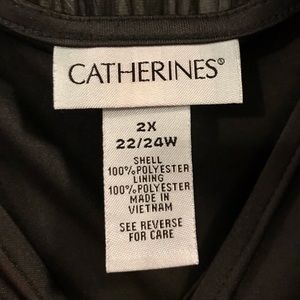 CATHERINES®
2X
22/24W
SHELL
100%POLYESTER
LINING
100%POLYESTER
MADE IN
VIETNAM
SEE REVERSE
FOR CARE